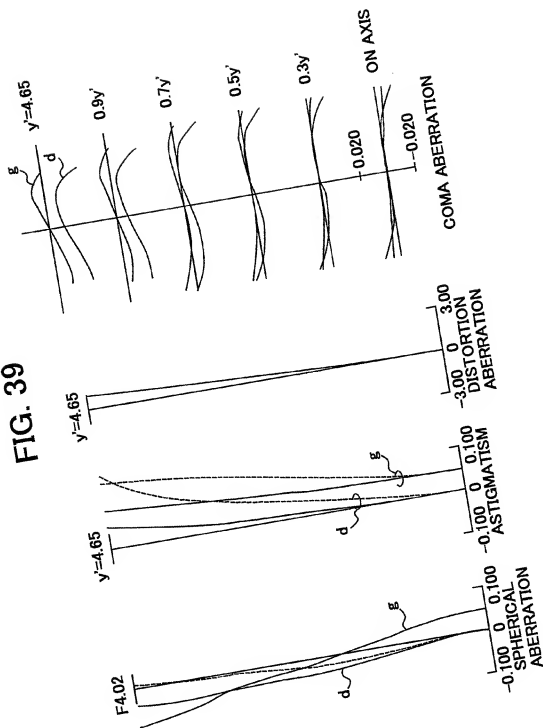 FIG. 39
F4.02
g
d
-0.100 0 0.100
SPHERICAL
ABERRATION
y'=4.65
g
d
-0.100 0 0.100
ASTIGMATISM
y'=4.65
-3.00 0 3.00
DISTORTION
ABERRATION
y'=4.65
g
d
0.9y'
0.7y'
0.5y'
0.3y'
ON AXIS
-0.020
-0.020
COMA ABERRATION